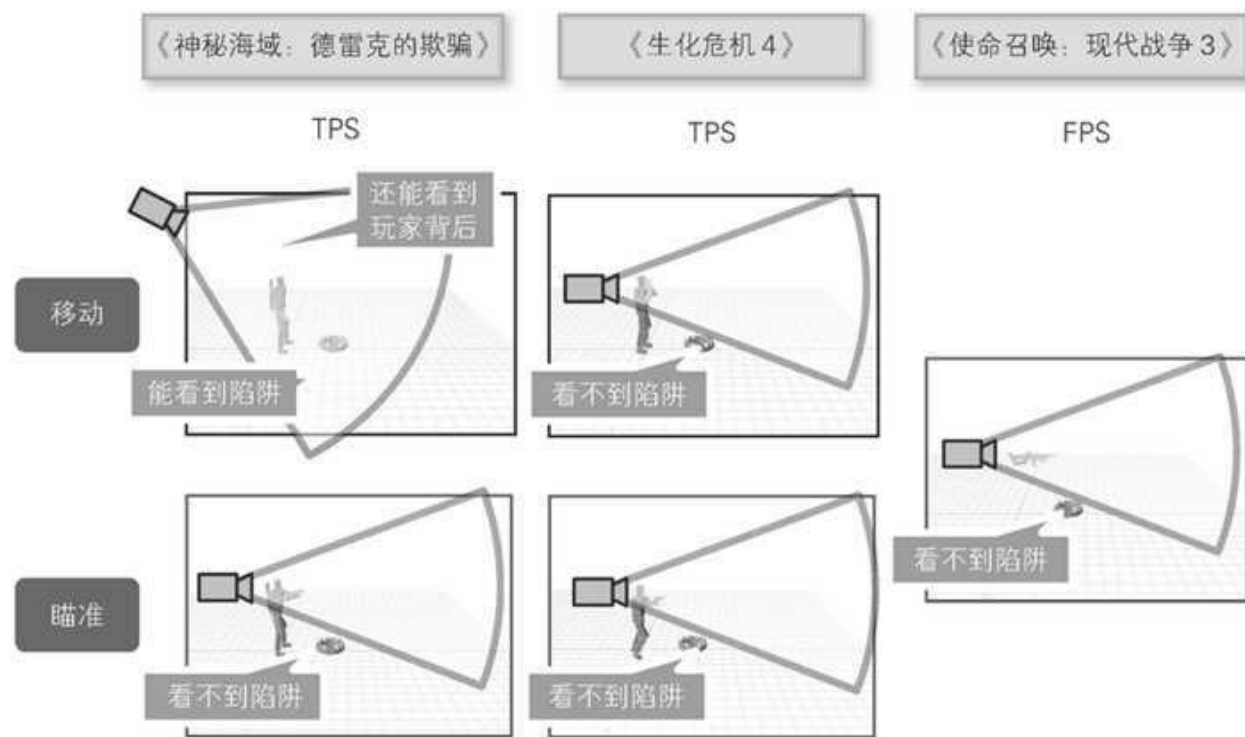 《神秘海域：德雷克的欺骗》
《生化危机4》
《使命召唤：现代战争3》
TPS
TPS
FPS
还能看到
玩家背后
移动
能看到陷阱
看不到陷阱
看不到陷阱
瞄准
看不到陷阱
看不到陷阱